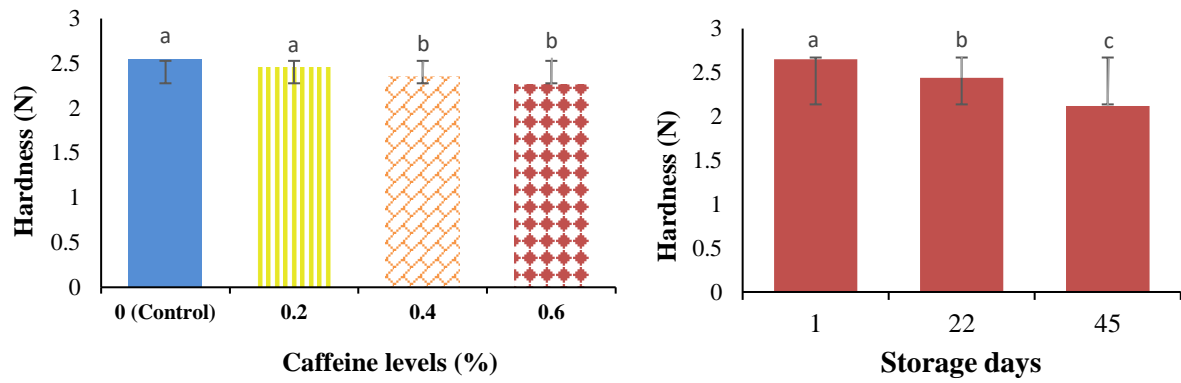 Hardness (N)
3
2.5
2
1.5
1
0.5
0
a
a
b
b
0 (Control)
0.2
0.4
0.6
Caffeine levels (%)
Hardness (N)
3
2.5
2
1.5
1
0.5
0
a
b
c
1
22
45
Storage days